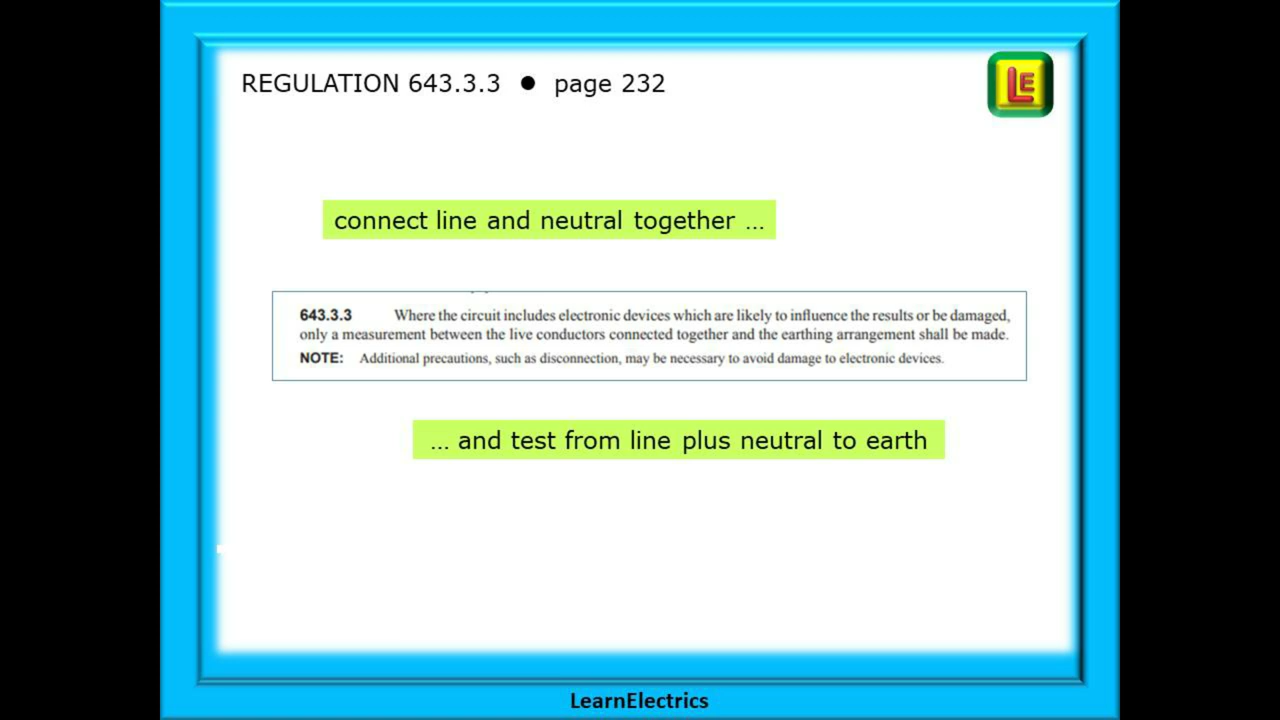 REGULATION 643.3.3 ● page 232
LE
connect line and neutral together ...
643.3.3 Where the circuit includes electronic devices which are likely to influence the results or be damaged,
only a measurement between the live conductors connected together and the earthing arrangement shall be made.
NOTE: Additional precautions, such as disconnection, may be necessary to avoid damage to electronic devices.
... and test from line plus neutral to earth
LearnElectrics